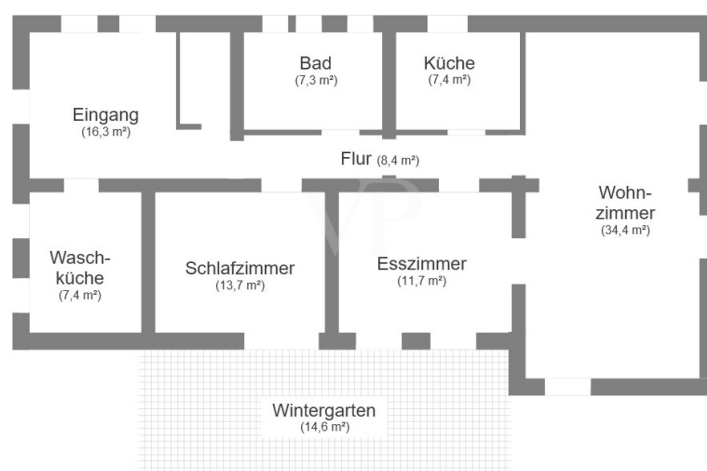 Bad
(7,3 m²)
Küche
(7,4 m²)
Eingang
(16,3 m²)
Flur (8,4 m²)
Wohn-
zimmer
(34,4 m²)
Wasch-
küche
(7,4 m²)
Schlafzimmer
(13,7 m²)
Esszimmer
(11,7 m²)
VP
Wintergarten
(14,6 m²)